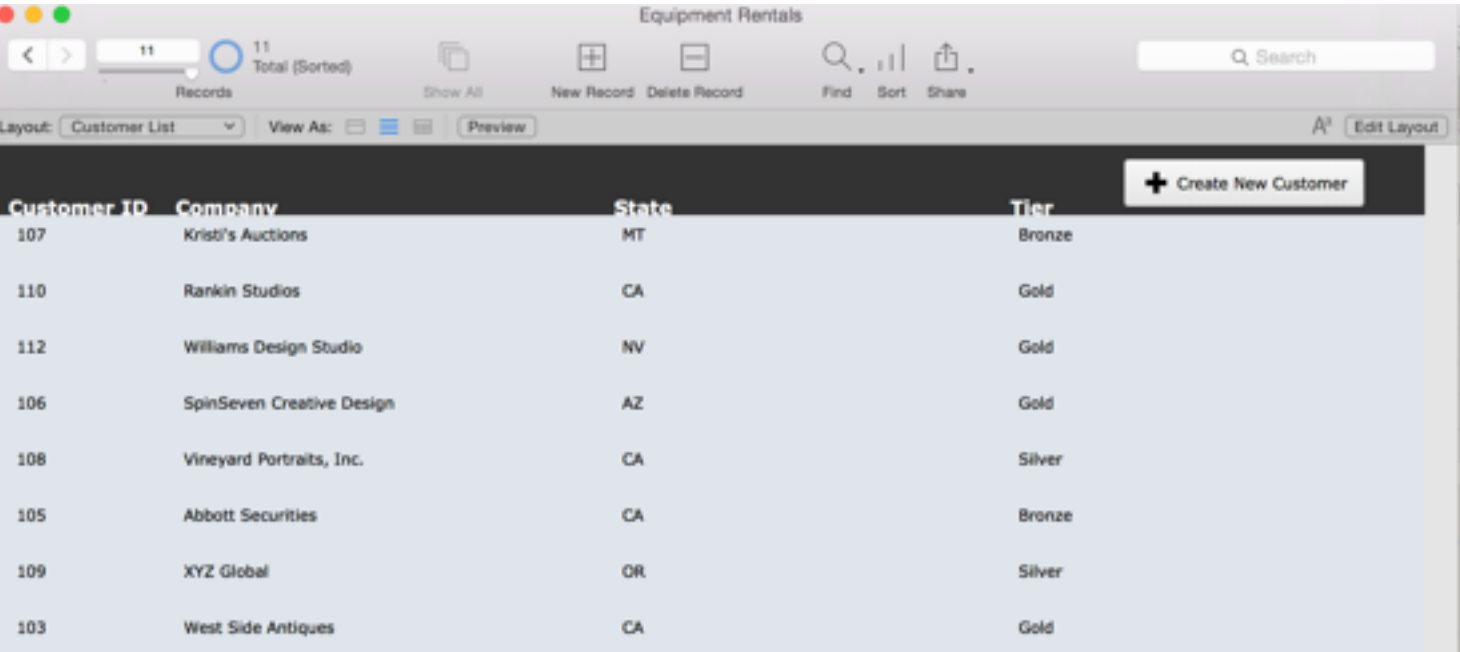 Equipment Rentals
11
11
Total (Sorted)
Records
Show All
New Record
Delete Record
Find
Sort
Share
Search
Layout: Customer List
View As:
Preview
Aa
Edit Layout
Create New Customer
Customer ID Company State Tier
107 Kristi's Auctions MT Bronze
110 Rankin Studios CA Gold
112 Williams Design Studio NV Gold
106 SpinSeven Creative Design AZ Gold
108 Vineyard Portraits, Inc. CA Silver
105 Abbott Securities CA Bronze
109 XYZ Global OR Silver
103 West Side Antiques CA Gold